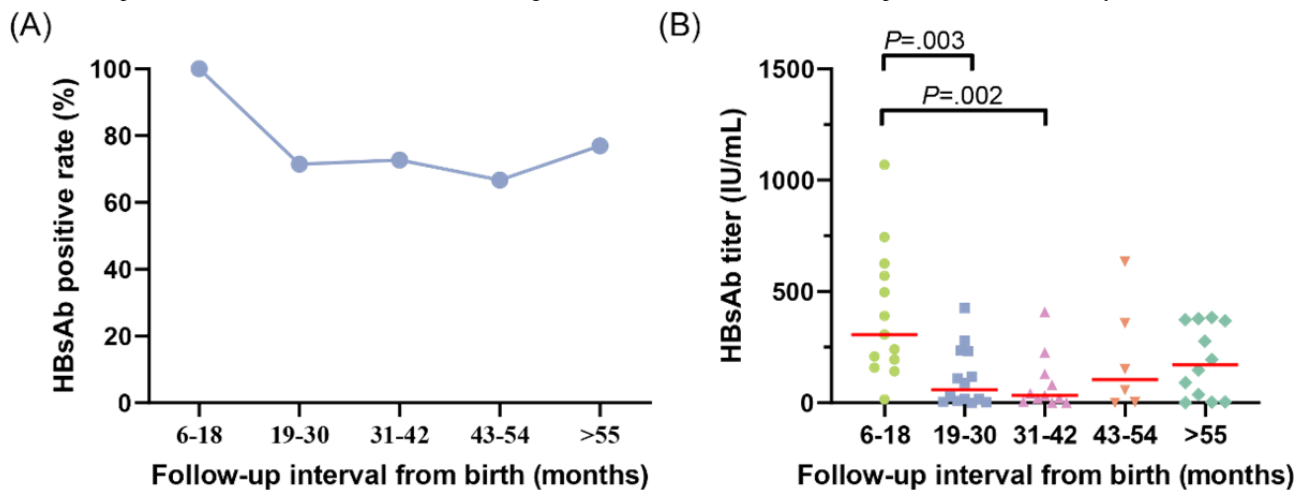 (A)
HBsAb positive rate (%)
100
80
60
40
20
0
6-18 19-30 31-42 43-54 >55
Follow-up interval from birth (months)
(B)
P=.003
P=.002
HBsAb titer (IU/mL)
1500
1000
500
0
6-18 19-30 31-42 43-54 >55
Follow-up interval from birth (months)